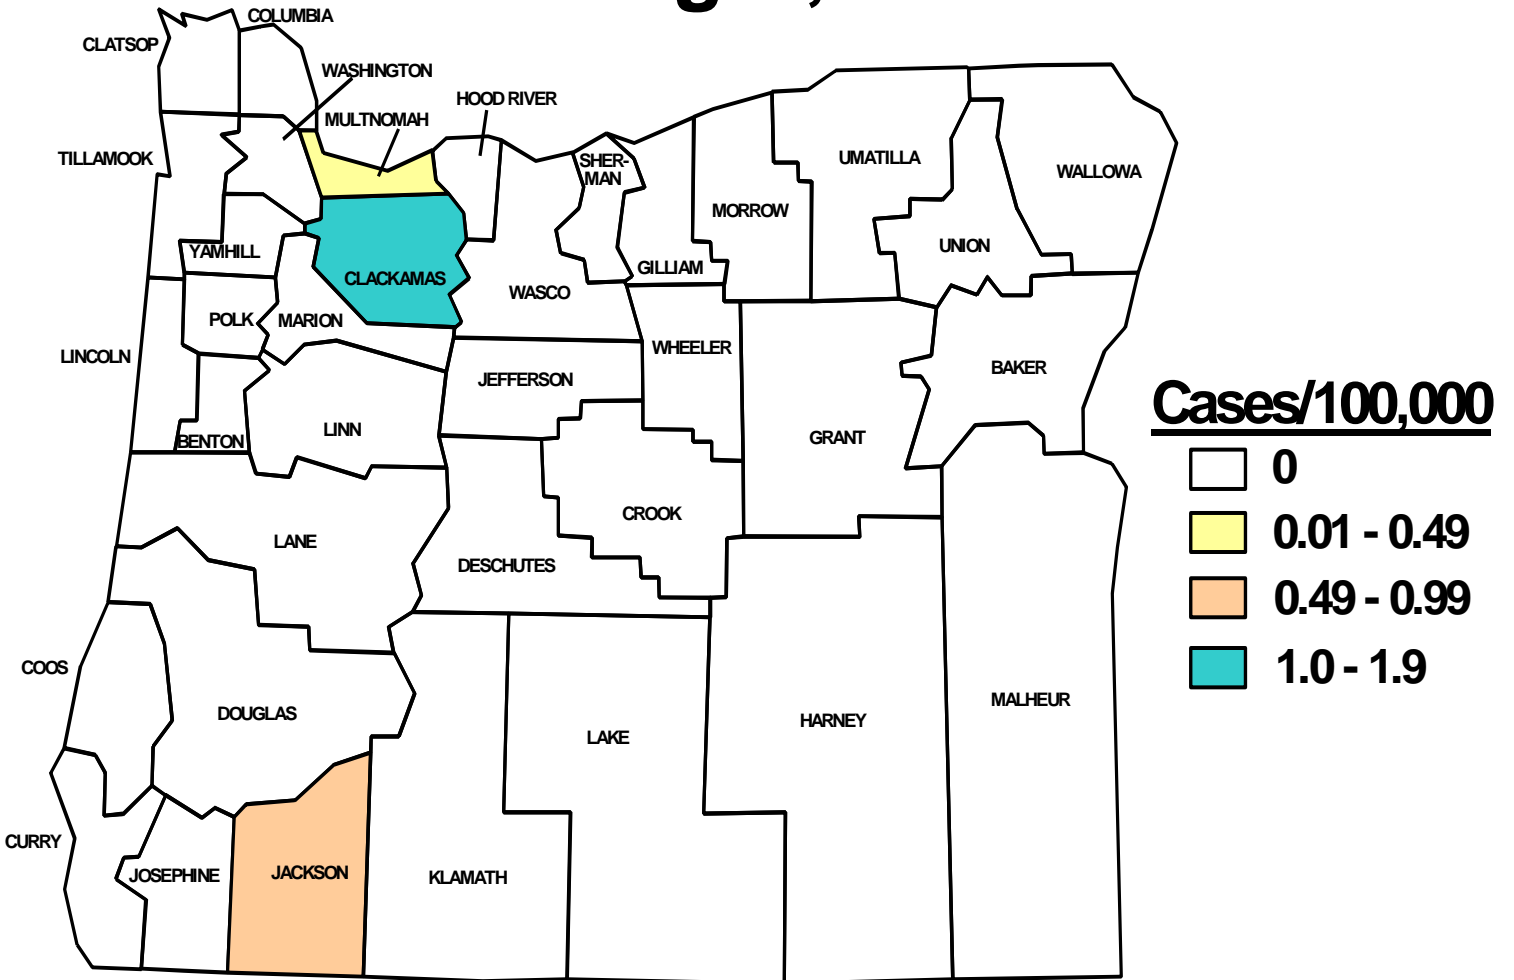 COLUMBIA
CLATSOP
WASHINGTON
HOOD RIVER
MULTNOMAH
TILLAMOOK
SHER-
MAN
UMATILLA
WALLOWA
MORROW
UNION
YAMHILL
CLACKAMAS
GILLIAM
WASCO
POLK
MARION
LINCOLN
WHEELER
BAKER
JEFFERSON
Cases/100,000
BENTON
LINN
GRANT
0
CROOK
0.01 - 0.49
LANE
DESCHUTES
0.49 - 0.99
COOS
1.0 - 1.9
DOUGLAS
MALHEUR
HARNEY
LAKE
CURRY
JOSEPHINE
JACKSON
KLAMATH